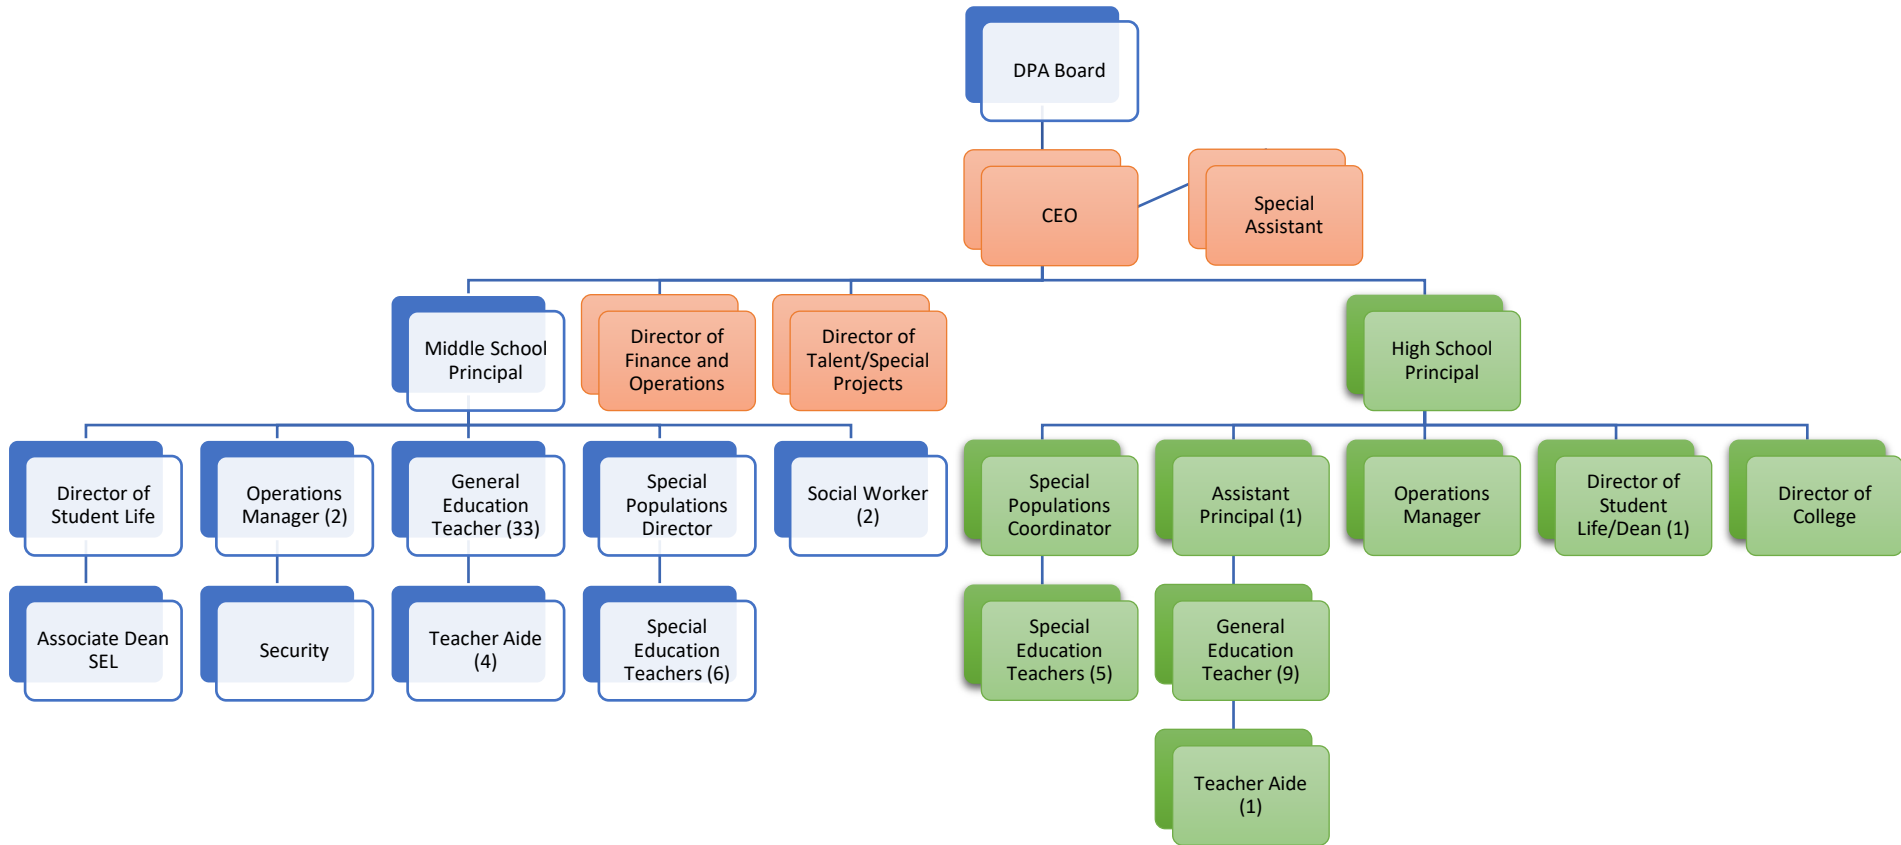 DPA Board
CEO
Special
Assistant
Middle School
Principal
Director of
Finance and
Operations
Director of
Talent/Special
Projects
High School
Principal
Director of
Student Life
Operations
Manager (2)
General
Education
Teacher (33)
Special
Populations
Director
Social Worker
(2)
Special
Populations
Coordinator
Assistant
Principal (1)
Operations
Manager
Director of
Student
Life/Dean (1)
Director of
College
Associate Dean
SEL
Security
Teacher Aide
(4)
Special
Education
Teachers (6)
Special
Education
Teachers (5)
General
Education
Teacher (9)
Teacher Aide
(1)